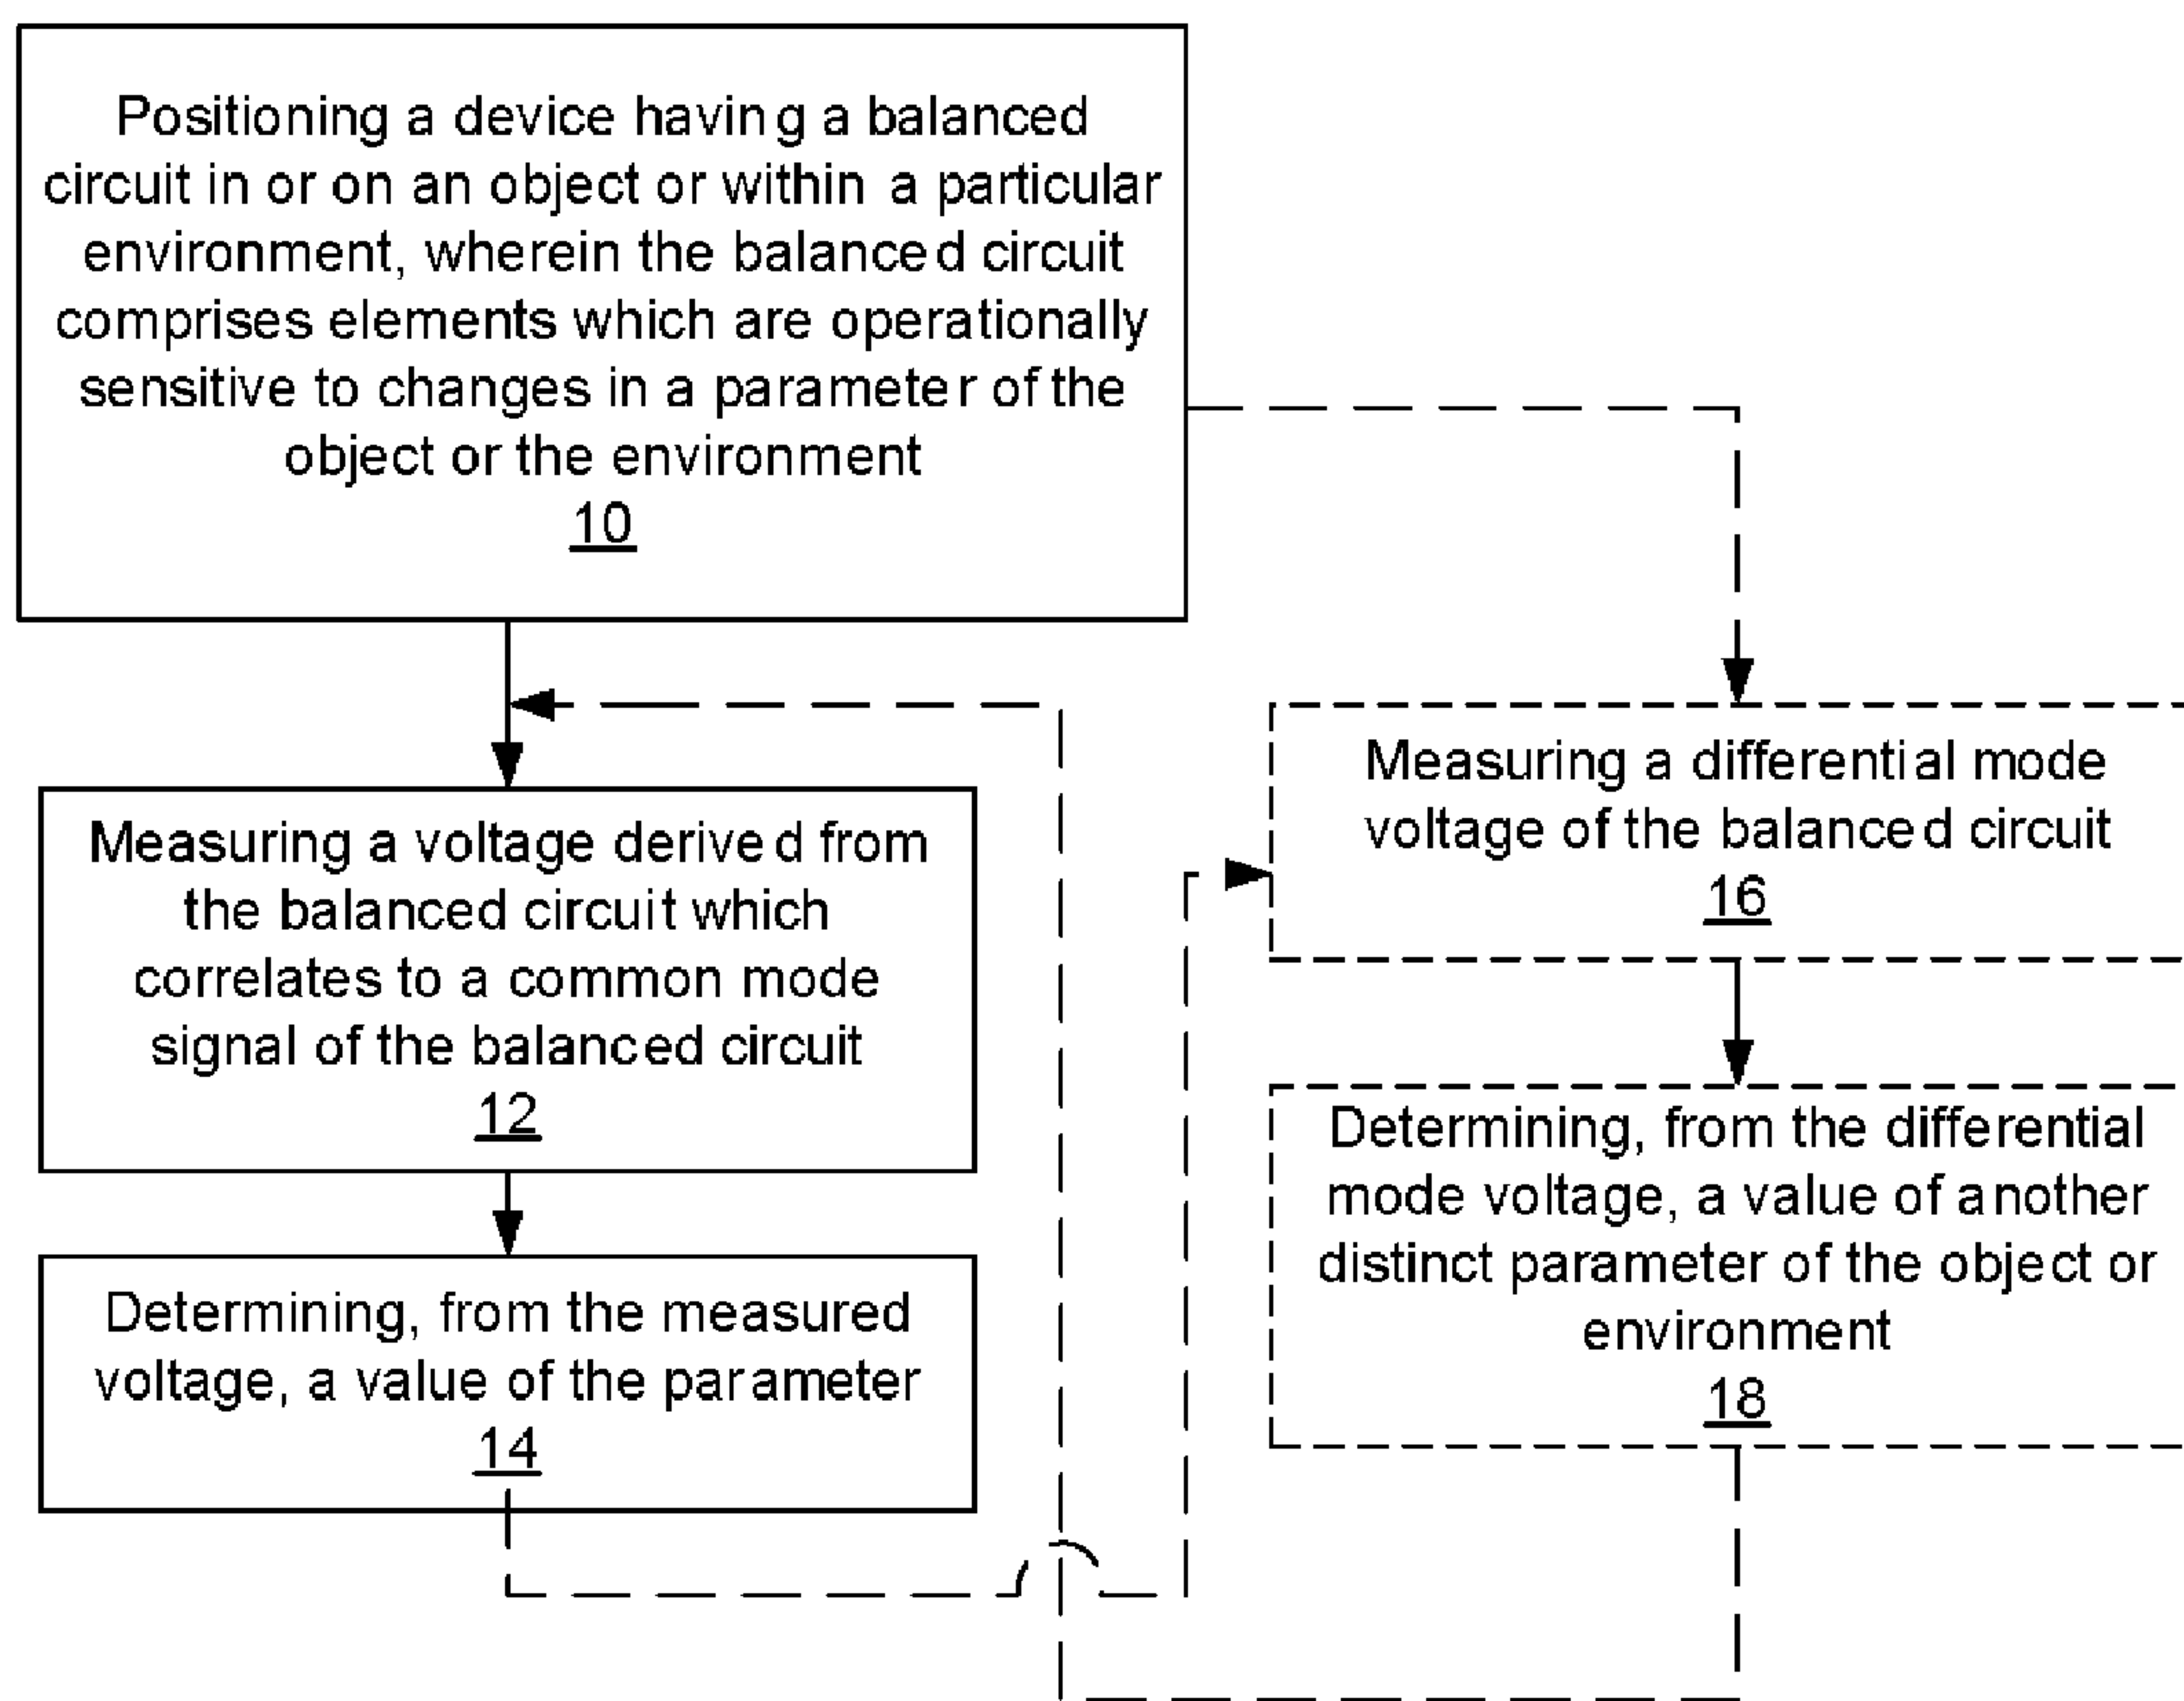 Positioning a device having a balanced
circuit in or on an object or within a particular
environment, wherein the balanced circuit
comprises elements which are operationally
sensitive to changes in a parameter of the
object or the environment
10
Measuring a voltage derived from
the balanced circuit which
correlates to a common mode
signal of the balanced circuit
12
Determining, from the measured
voltage, a value of the parameter
14
Measuring a differential mode
voltage of the balanced circuit
16
Determining, from the differential
mode voltage, a value of another
distinct parameter of the object or
environment
18